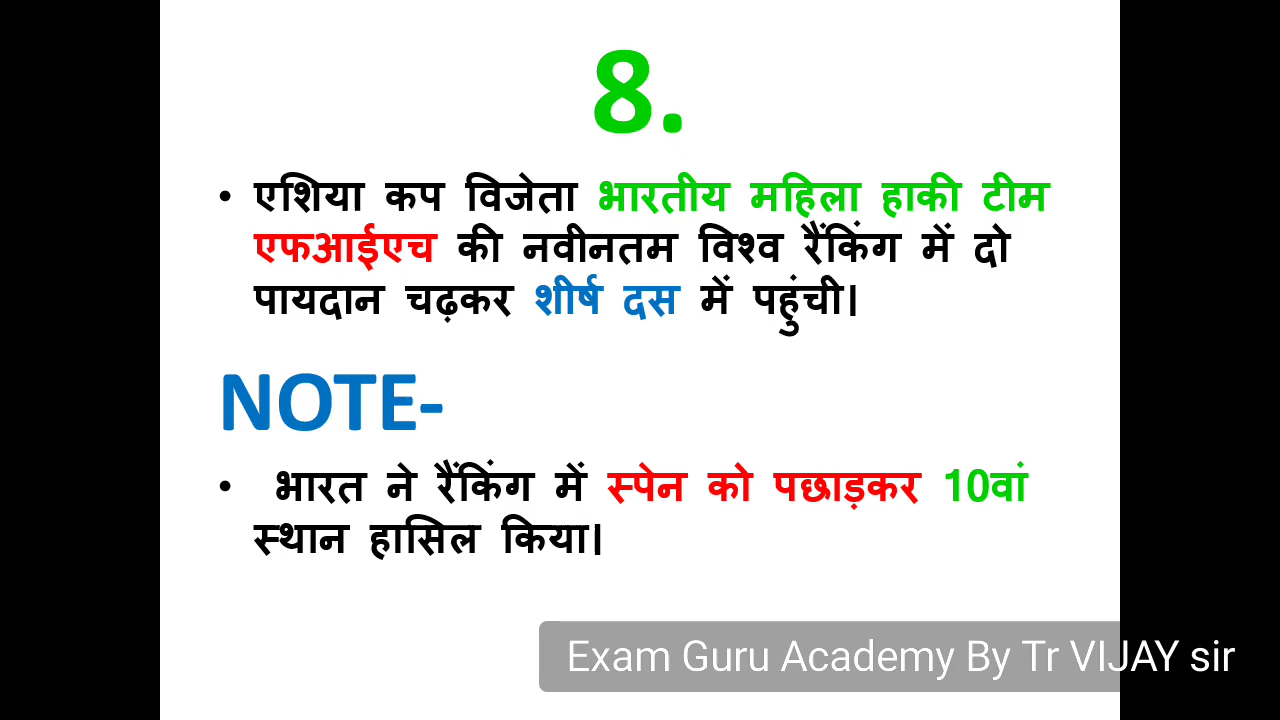 8.
• एशिया कप विजेता भारतीय महिला हाकी टीम
एफआईएच की नवीनतम विश्व रैंकिंग में दो
पायदान चढ़कर शीर्ष दस में पहुंची।
NOTE-
• भारत ने रैंकिंग में स्पेन को पछाड़कर 10वां
स्थान हासिल किया।
Exam Guru Academy By Tr VIJAY sir